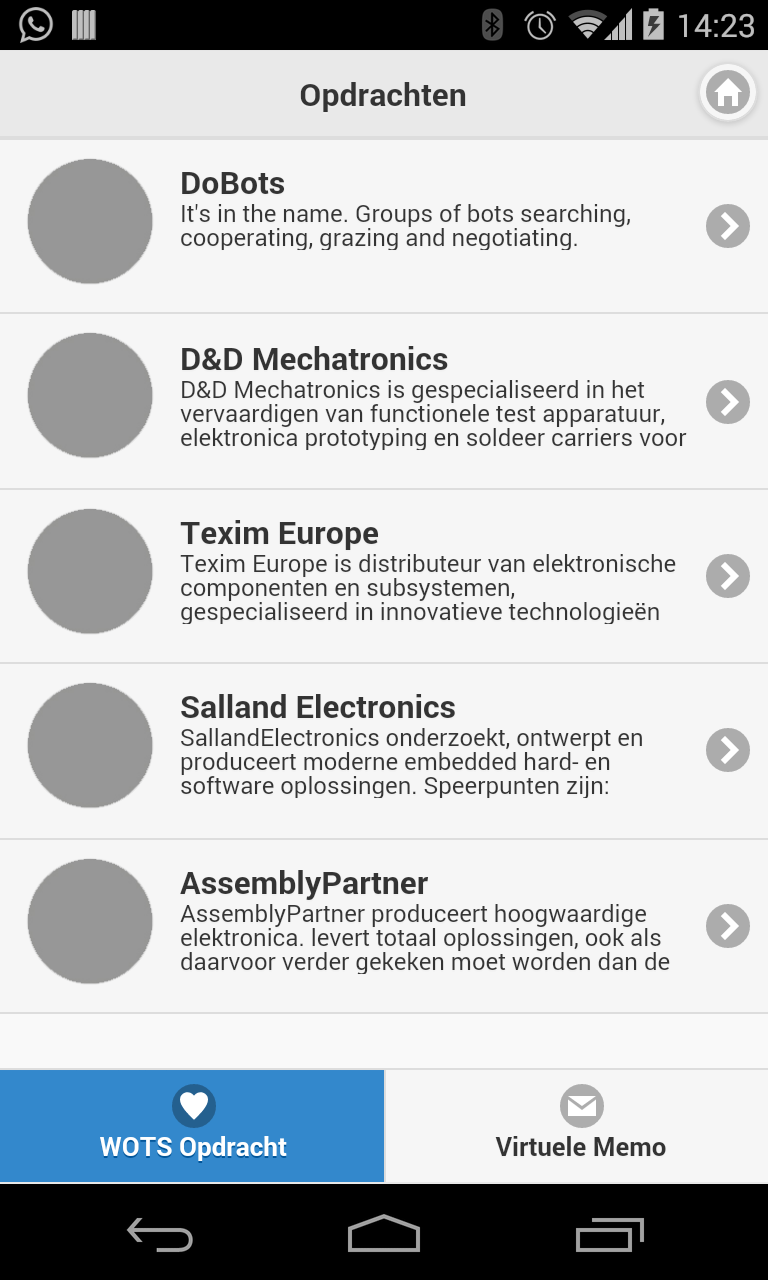 14:23
Opdrachten
DoBots
It's in the name. Groups of bots searching,
cooperating, grazing and negotiating.
D&D Mechatronics
D&D Mechatronics is gespecialiseerd in het
vervaardigen van functionele test apparatuur,
elektronica prototyping en soldeer carriers voor
Texim Europe
Texim Europe is distributeur van elektronische
componenten en subsystemen,
gespecialiseerd in innovatieve technologieën
Salland Electronics
SallandElectronics onderzoekt, ontwerpt en
produceert moderne embedded hard- en
software oplossingen. Speerpunten zijn:
AssemblyPartner
AssemblyPartner produceert hoogwaardige
elektronica. levert totaal oplossingen, ook als
daarvoor verder gekeken moet worden dan de
WOTS Opdracht
Virtuele Memo